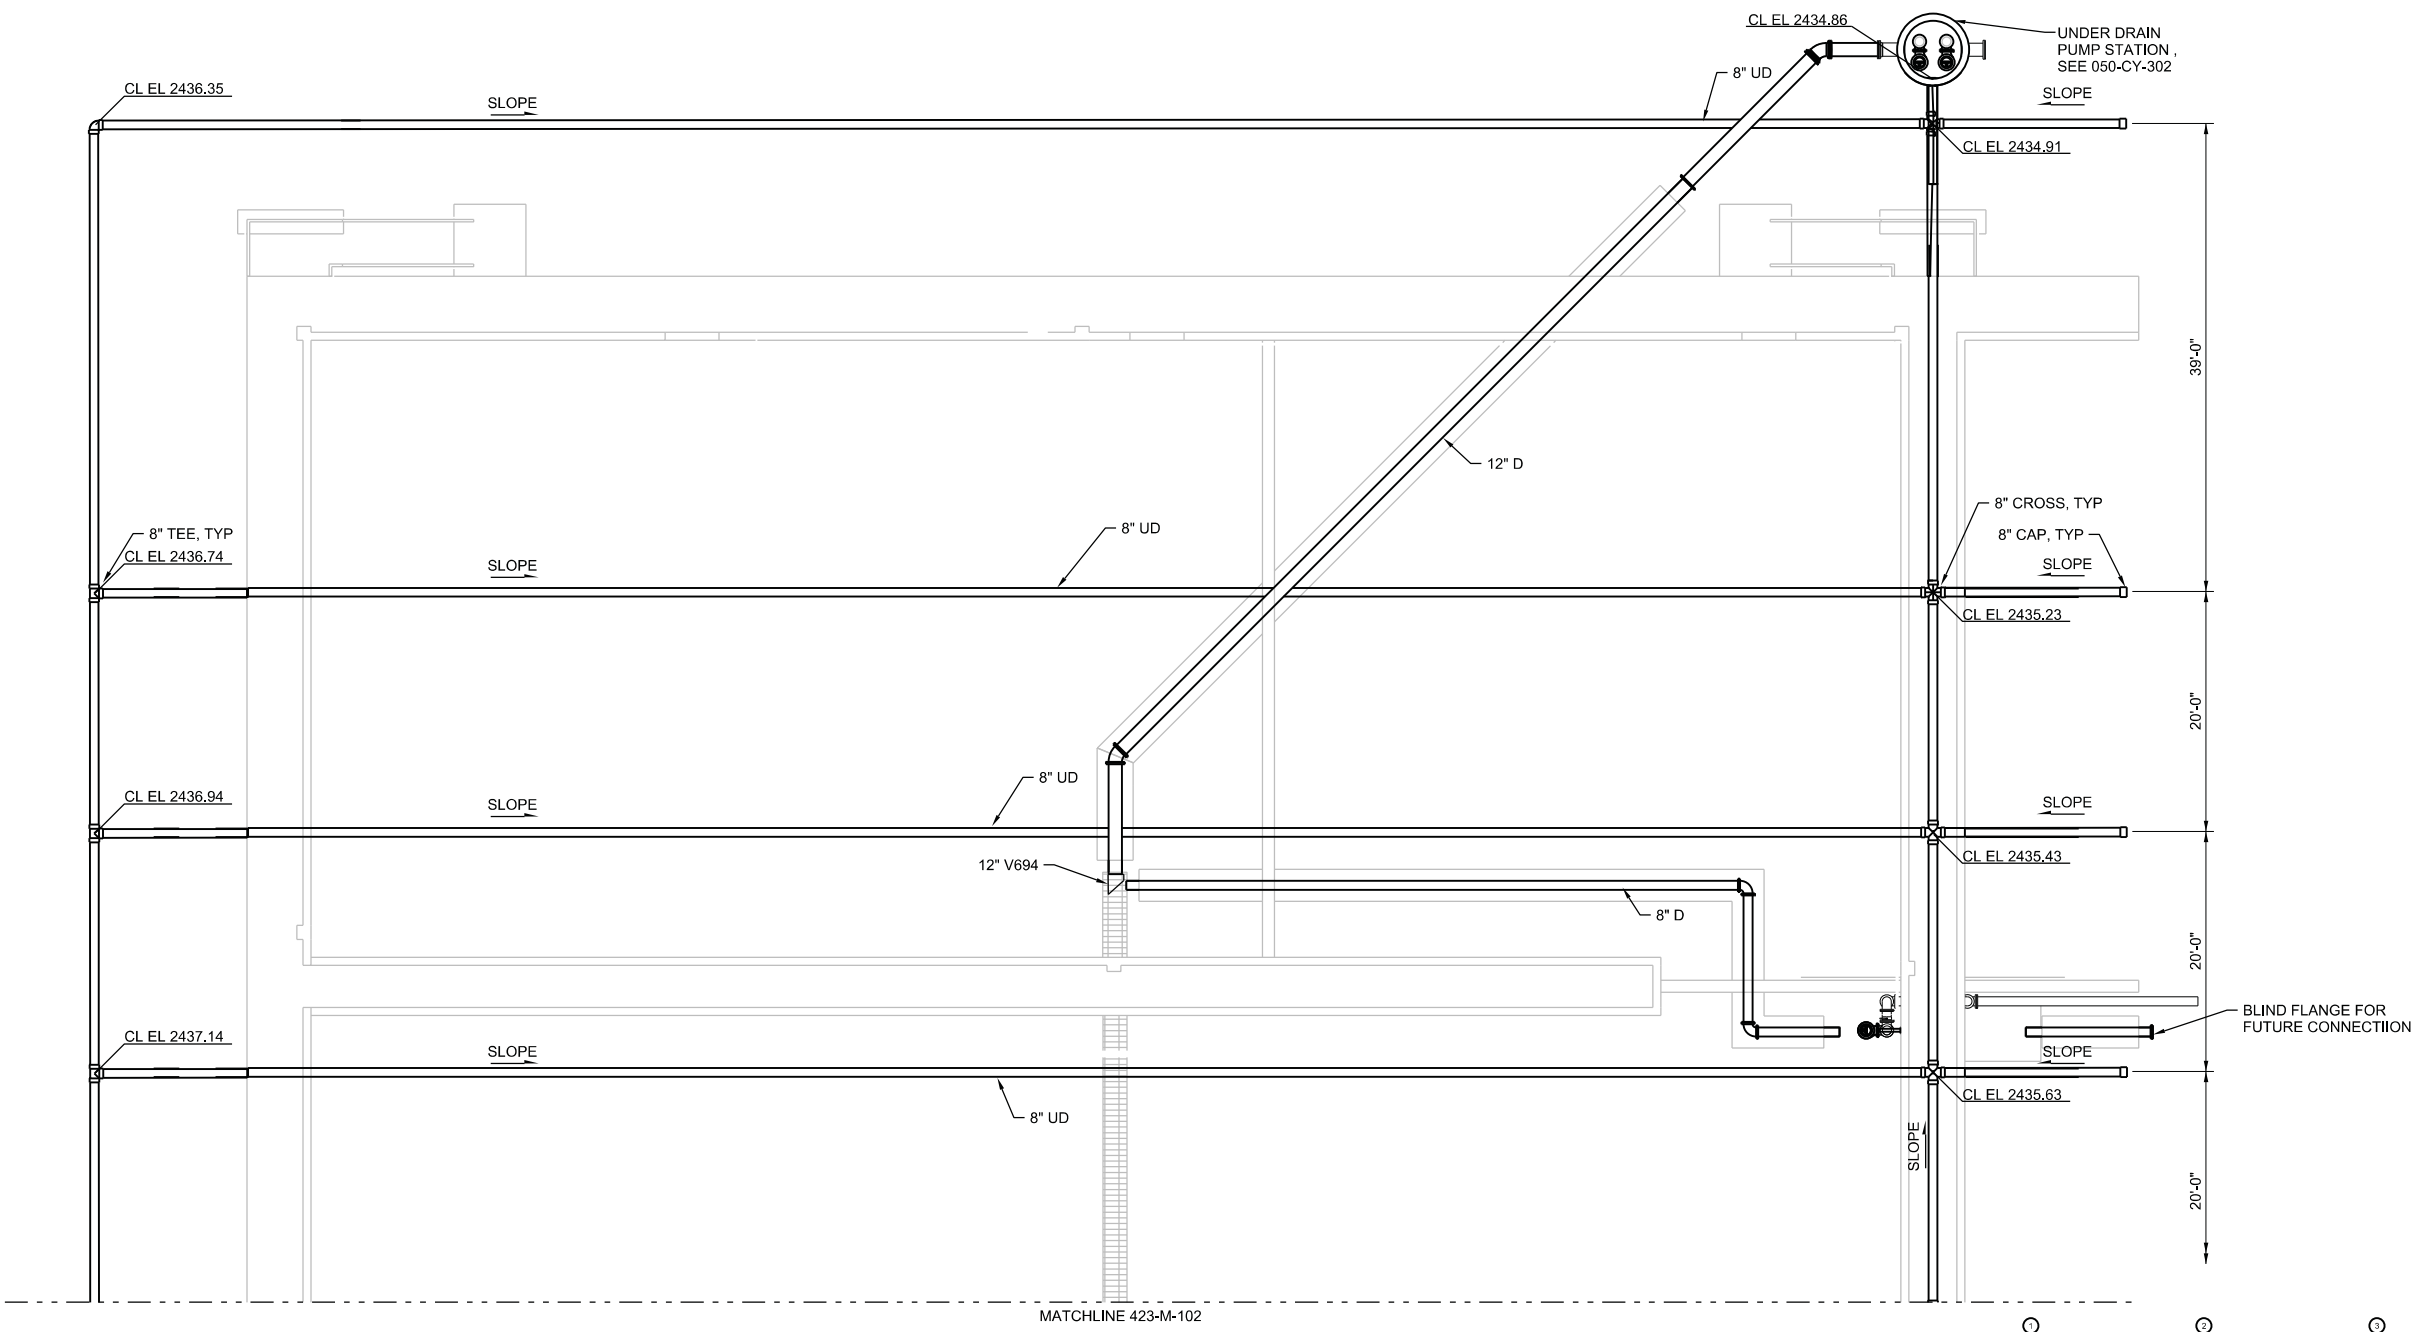 CL EL 2434.86
UNDER DRAIN
PUMP STATION ,
SEE 050-CY-302
8" UD
CL EL 2436.35
SLOPE
SLOPE
CL EL 2434.91
39'-0"
12" D
8" CROSS, TYP
8" TEE, TYP
8" UD
8" CAP, TYP
CL EL 2436.74
SLOPE
SLOPE
CL EL 2435.23
20'-0"
8" UD
CL EL 2436.94
SLOPE
SLOPE
12" V694
CL EL 2435.43
8" D
20'-0"
BLIND FLANGE FOR
FUTURE CONNECTIION
CL EL 2437.14
SLOPE
SLOPE
CL EL 2435.63
8" UD
SLOPE
20'-0"
MATCHLINE 423-M-102
1
2
3